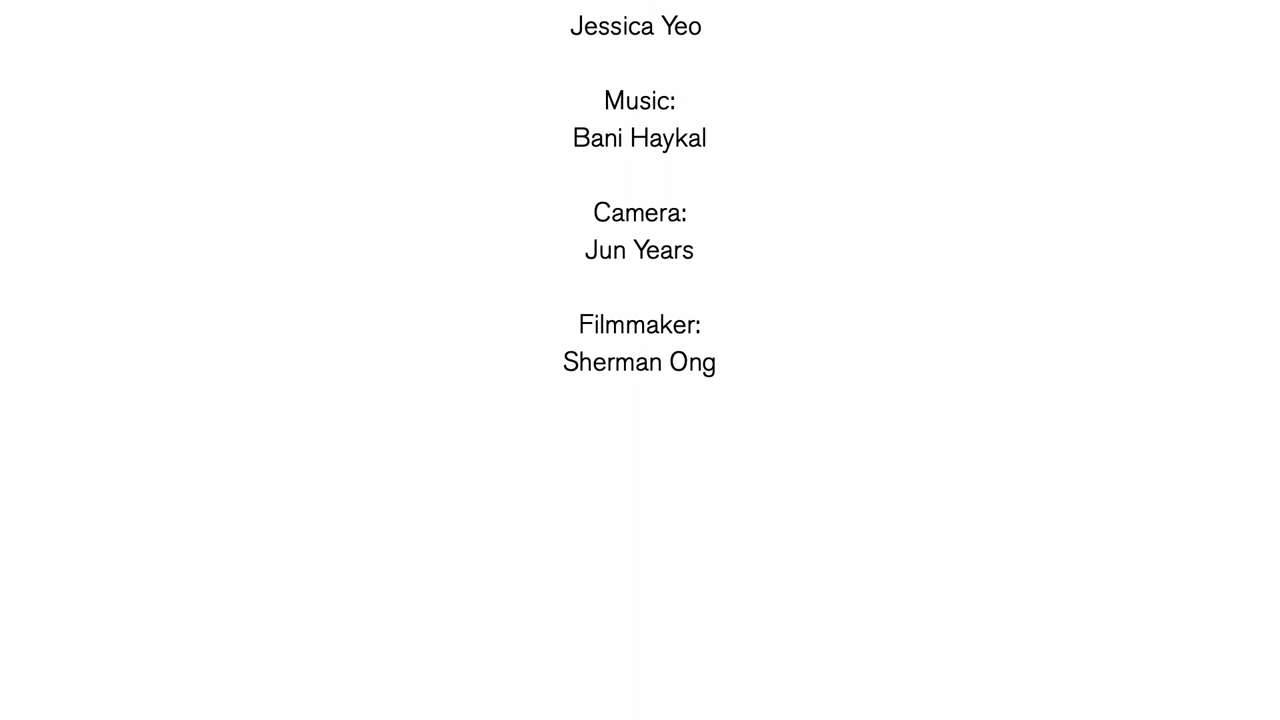 Jessica Yeo
Music:
Bani Haykal
Camera:
Jun Years
Filmmaker:
Sherman Ong